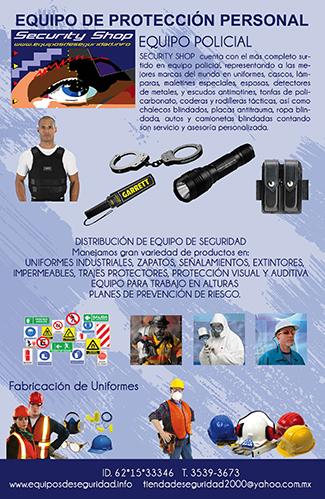 EQUIPO DE PROTECCIÓN PERSONAL
Security Shop
www.equiposdeseguridad.info
EQUIPO POLICIAL
SECURITY SHOP cuenta con el más completo sur-
tido en equipo policial, representando a las me-
jores marcas del mundo en uniformes, cascos, lám-
paras, maletines especiales, esposas, detectores
de metales, y escudos antimotines, tonfas de poli-
carbonato, coderas y rodilleras tácticas, así como
chalecos blindados, placas antitrauma, ropa blin-
dada, autos y camionetas blindadas contando
son servicio y asesoría personalizada.
GARRETT
DISTRIBUCIÓN DE EQUIPO DE SEGURIDAD
Manejamos gran variedad de productos en:
UNIFORMES INDUSTRIALES, ZAPATOS, SEÑALAMIENTOS, EXTINTORES,
IMPERMEABLES, TRAJES PROTECTORES, PROTECCIÓN VISUAL Y AUDITIVA
EQUIPO PARA TRABAJO EN ALTURAS
PLANES DE PREVENCIÓN DE RIESGO.
Fabricación de Uniformes
ID. 62*15*33346 T. 3539-3673
www.equiposdeseguridad.info tiendadeseguridad2000@yahoo.com.mx